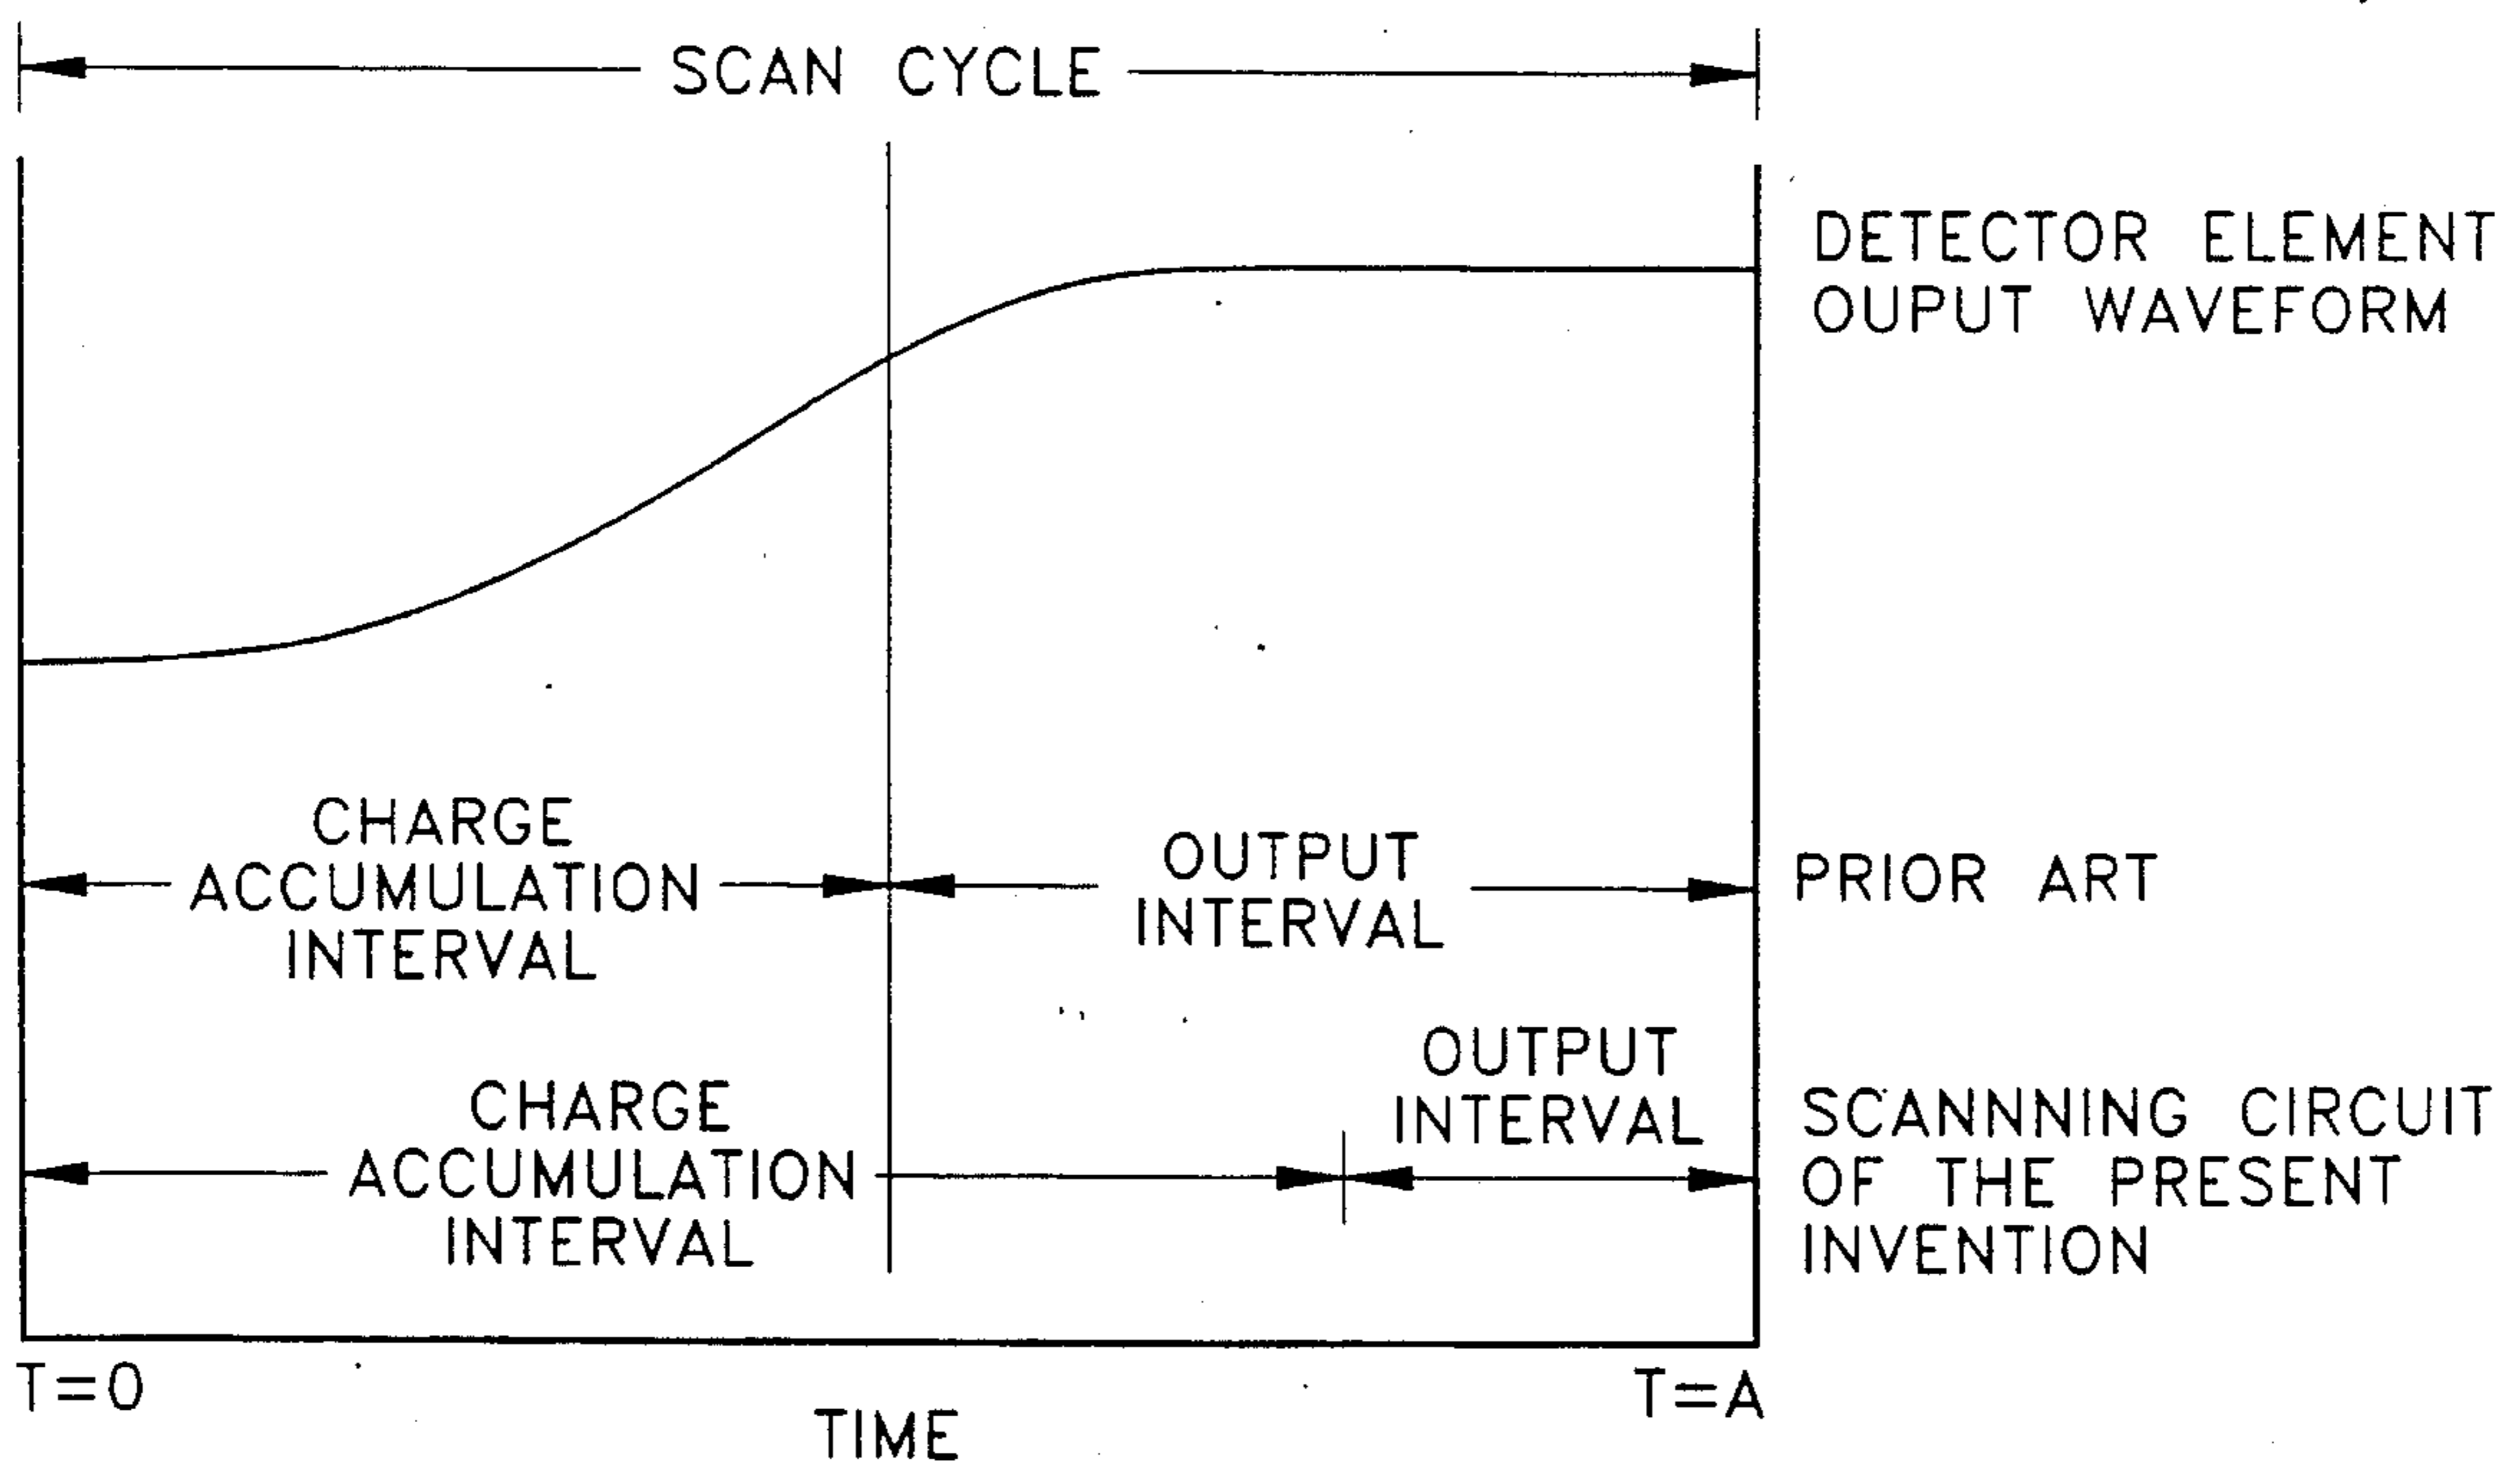 SCAN CYCLE
DETECTOR ELEMENT
OUPUT WAVEFORM
CHARGE
ACCUMULATION
INTERVAL
OUTPUT
INTERVAL
PRIOR ART
CHARGE
ACCUMULATION
INTERVAL
OUTPUT
INTERVAL
SCANNNING CIRCUIT
OF THE PRESENT
INVENTION
T=0
T=A
TIME